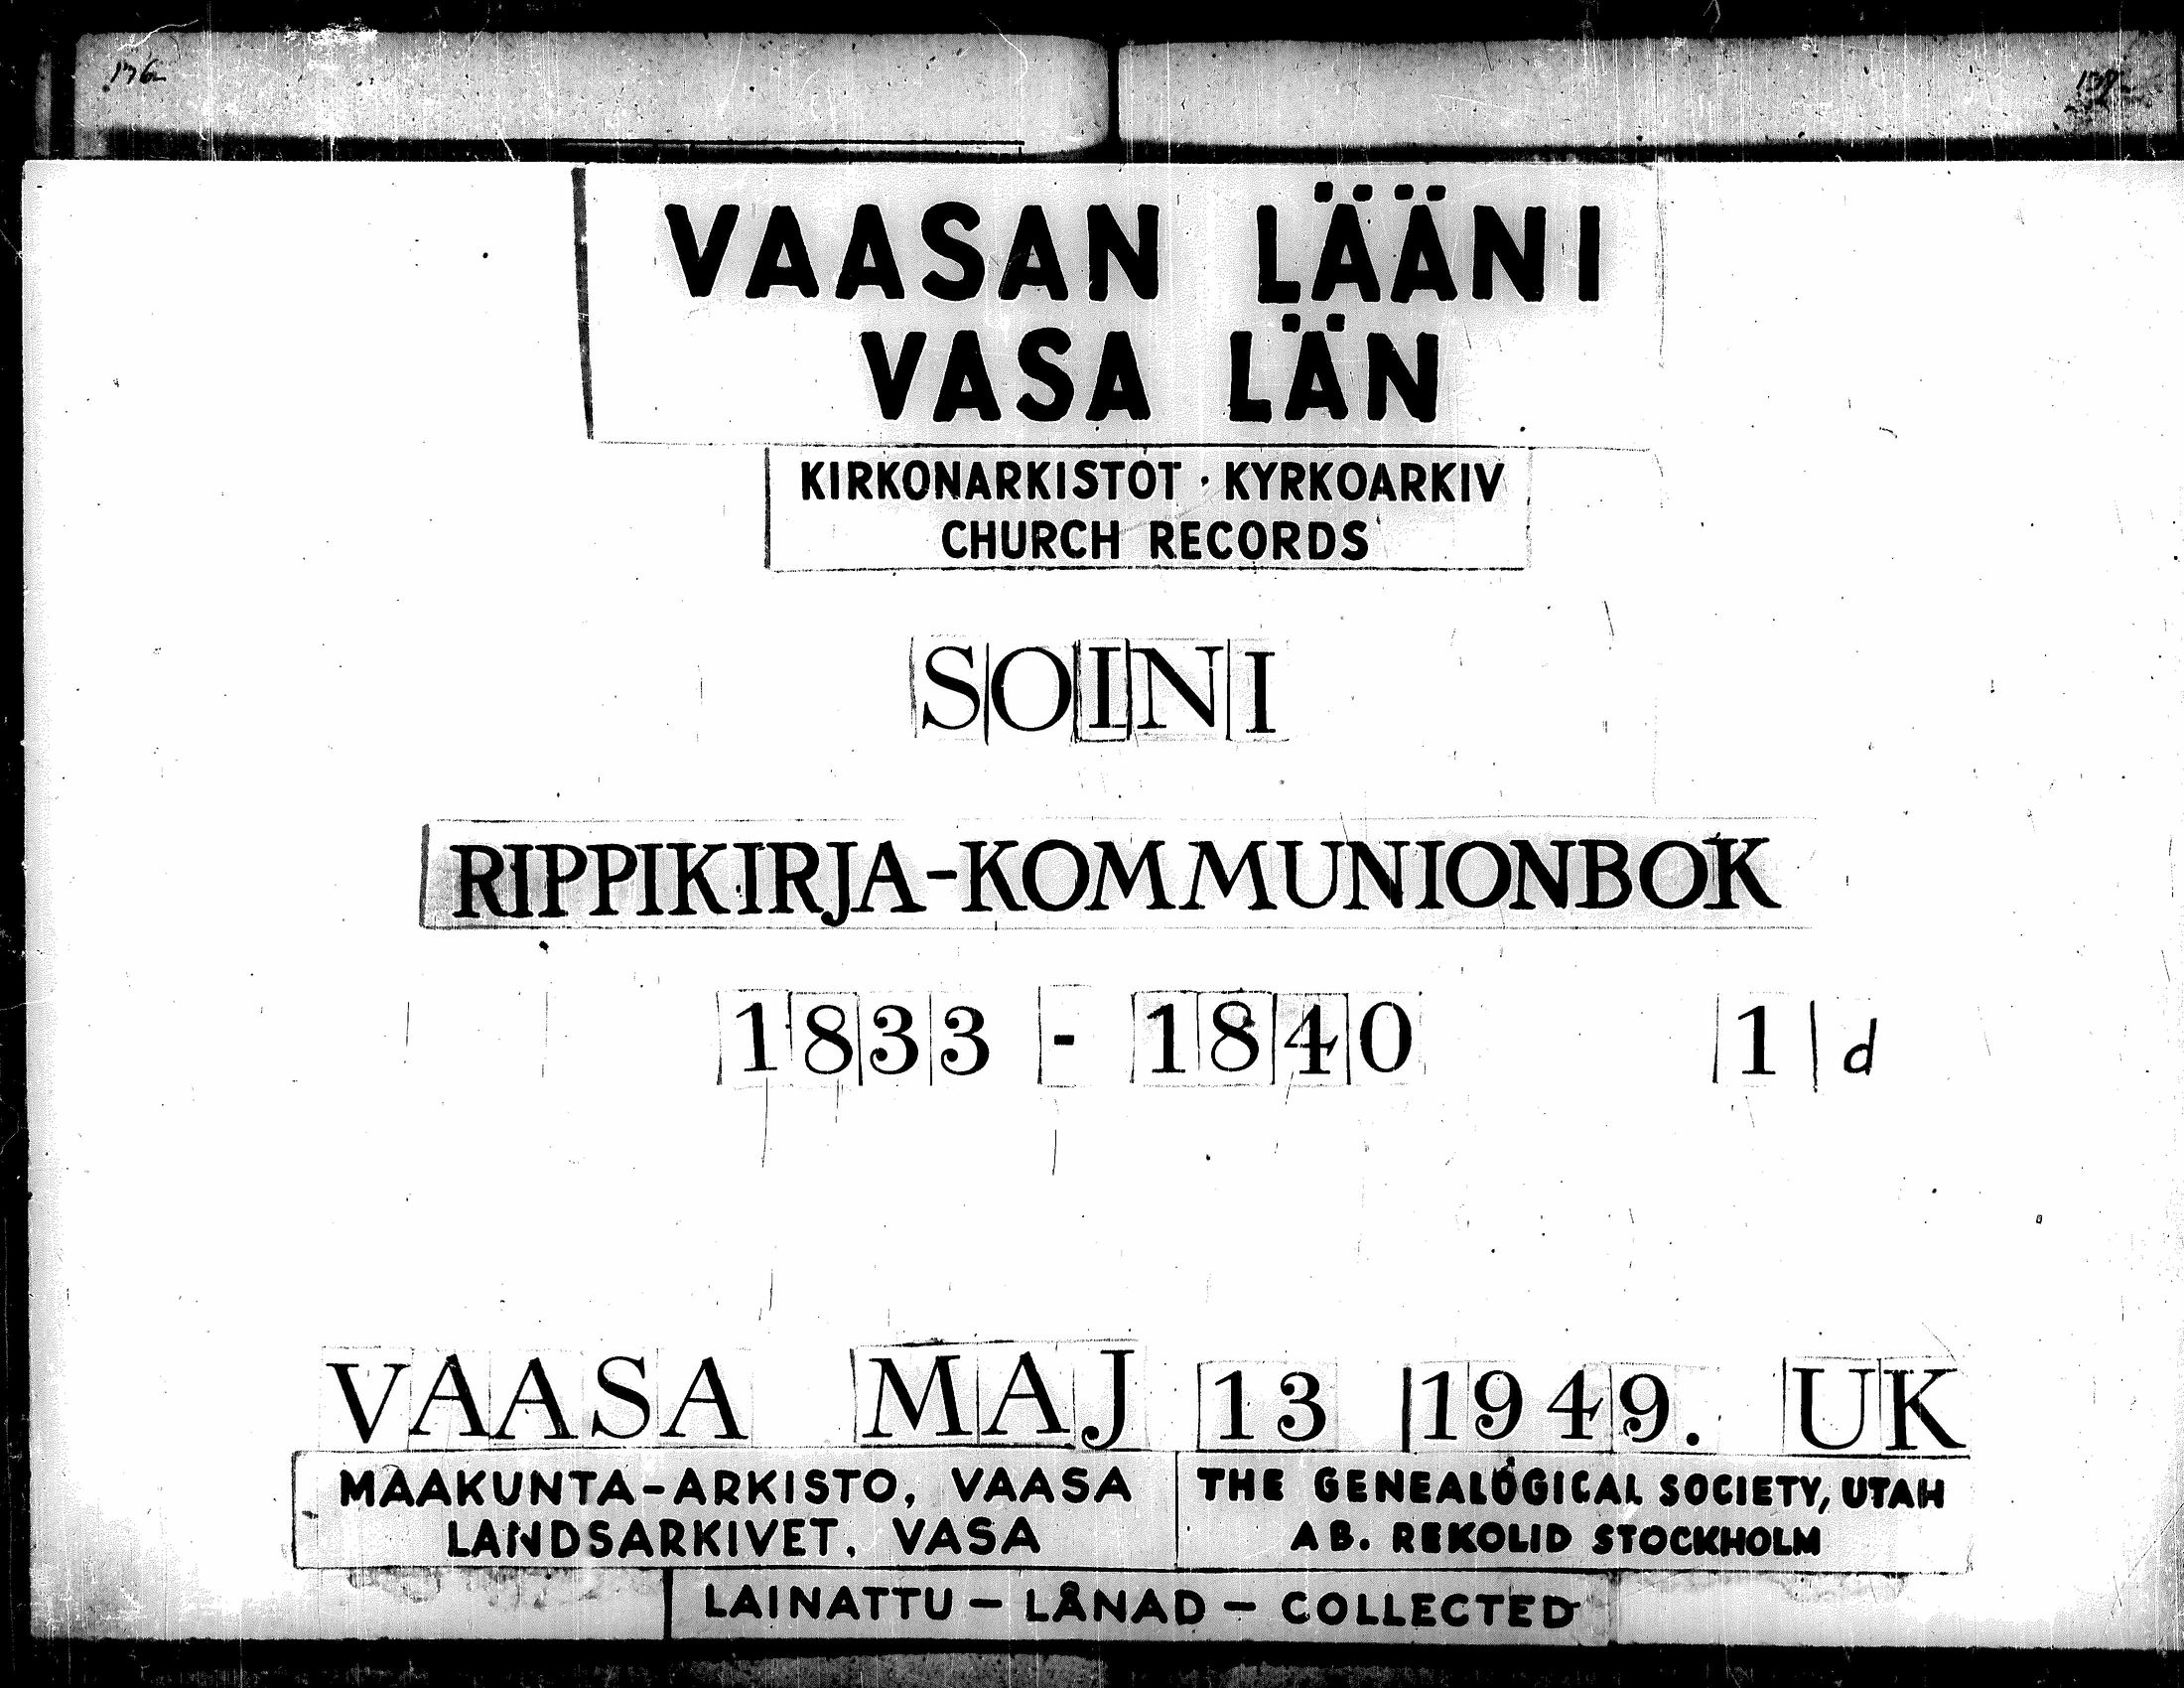 VAASAN LÄÄNI
VASA LÄN
KIRKONARKISTOT · KYRKOARKIV
CHURCH RECORDS
SOINI
RIPPIKIRJA-KOMMUNIONBOK
1833 - 1840 1 d
VAASA MAJ 13 1949. UK
MAAKUNTA-ARKISTO, VAASA
LANDSARKIVET, VASA
THE GENEALOGICAL SOCIETY, UTAH
AB. REKOLID STOCKHOLM
LAINATTU - LÅNAD - COLLECTED